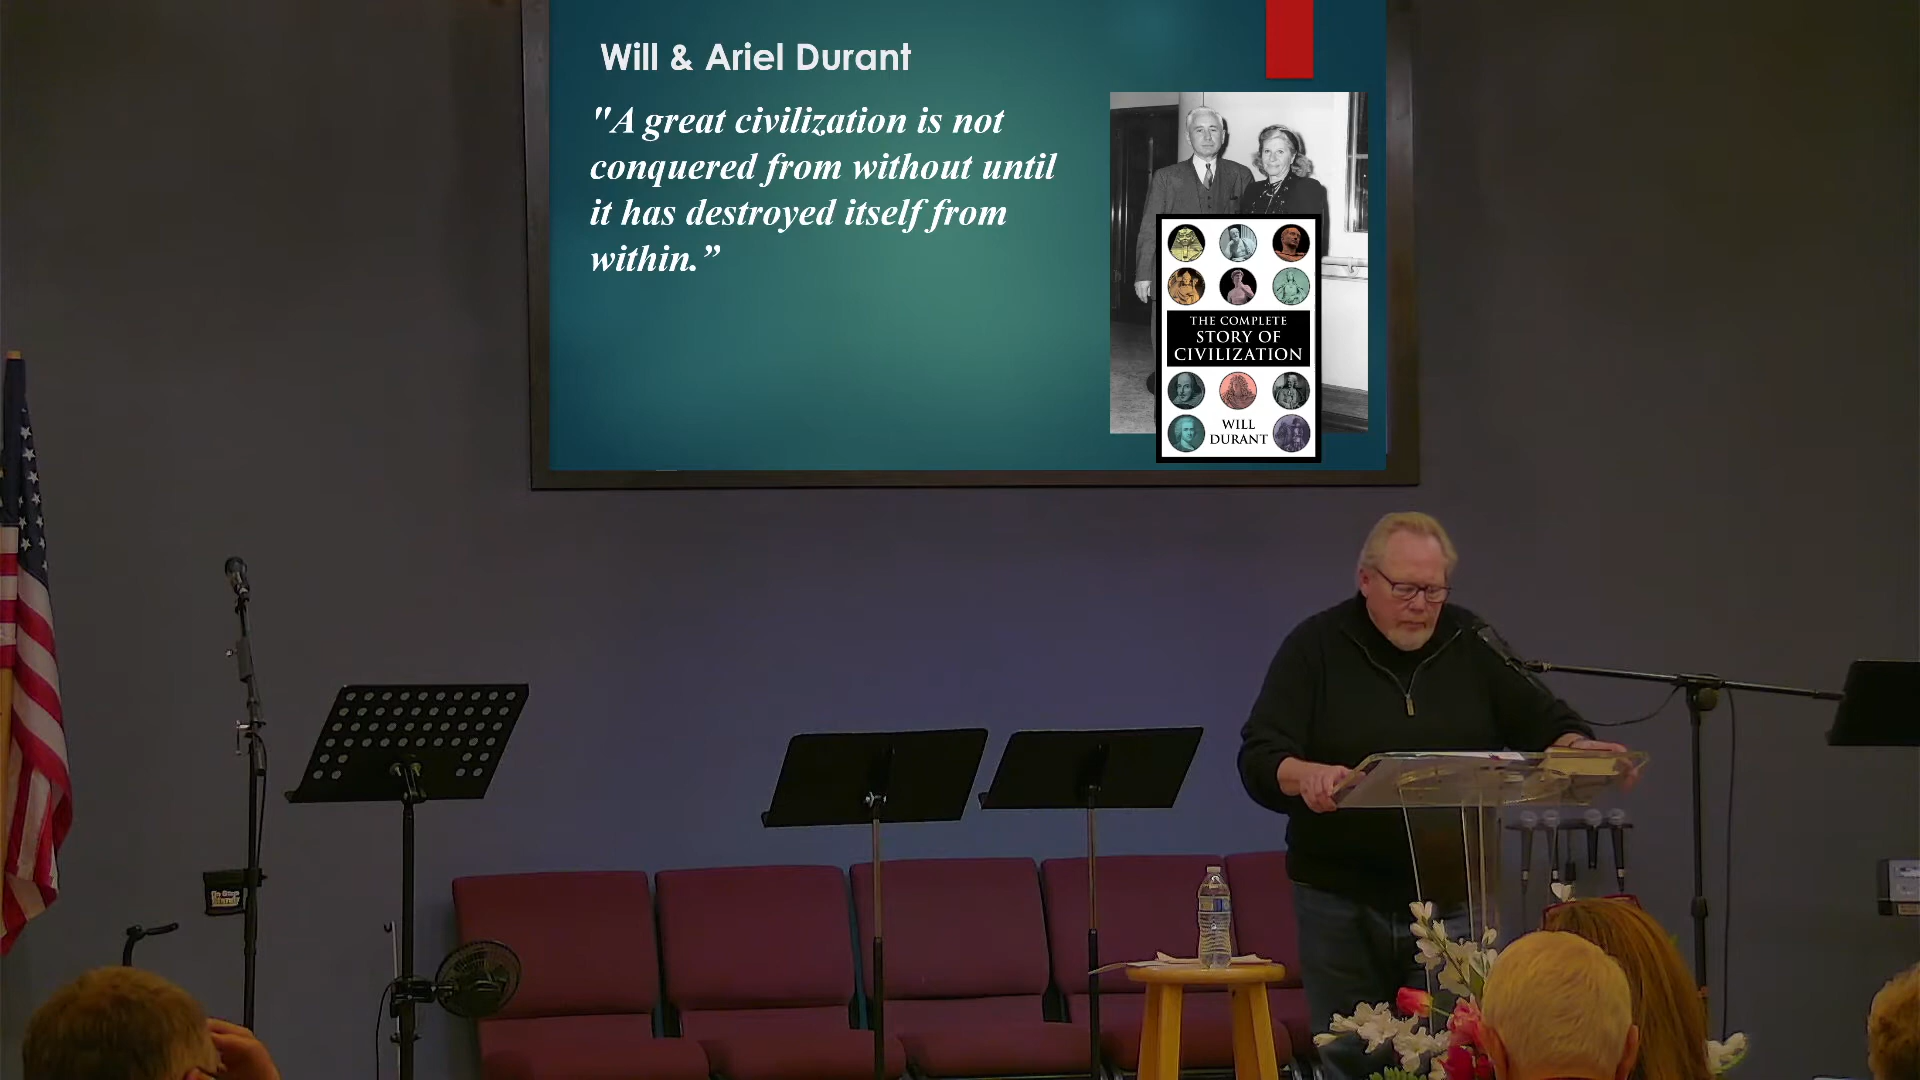 Will & Ariel Durant
"A great civilization is not
conquered from without until
it has destroyed itself from
within.”
THE COMPLETE
STORY OF
CIVILIZATION
WILL
DURANT